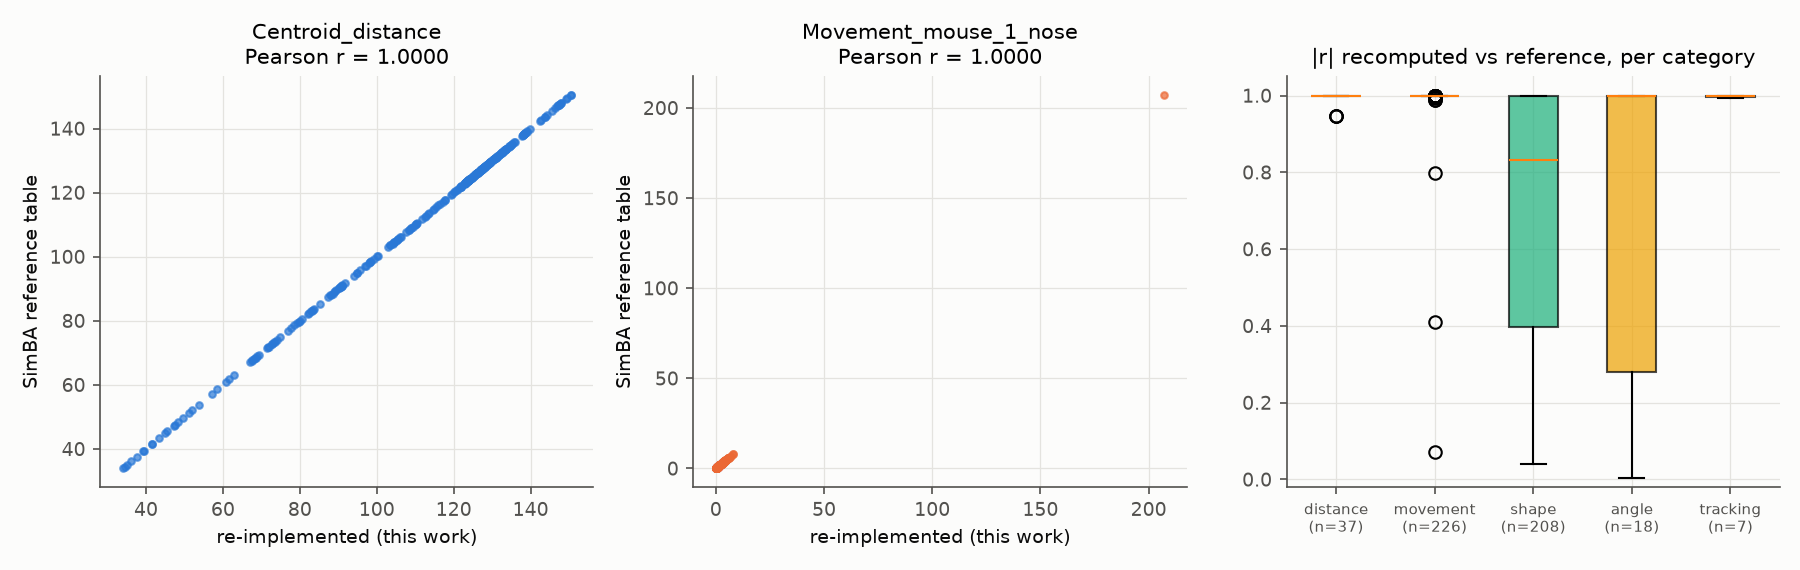 Centroid_distance
Pearson r = 1.0000
SimBA reference table
140
120
100
80
60
40
40 60 80 100 120 140
re-implemented (this work)
Movement_mouse_1_nose
Pearson r = 1.0000
SimBA reference table
200
150
100
50
0
0 50 100 150 200
re-implemented (this work)
|r| recomputed vs reference, per category
1.0
0.8
0.6
0.4
0.2
0.0
distance movement shape angle tracking
(n=37) (n=226) (n=208) (n=18) (n=7)